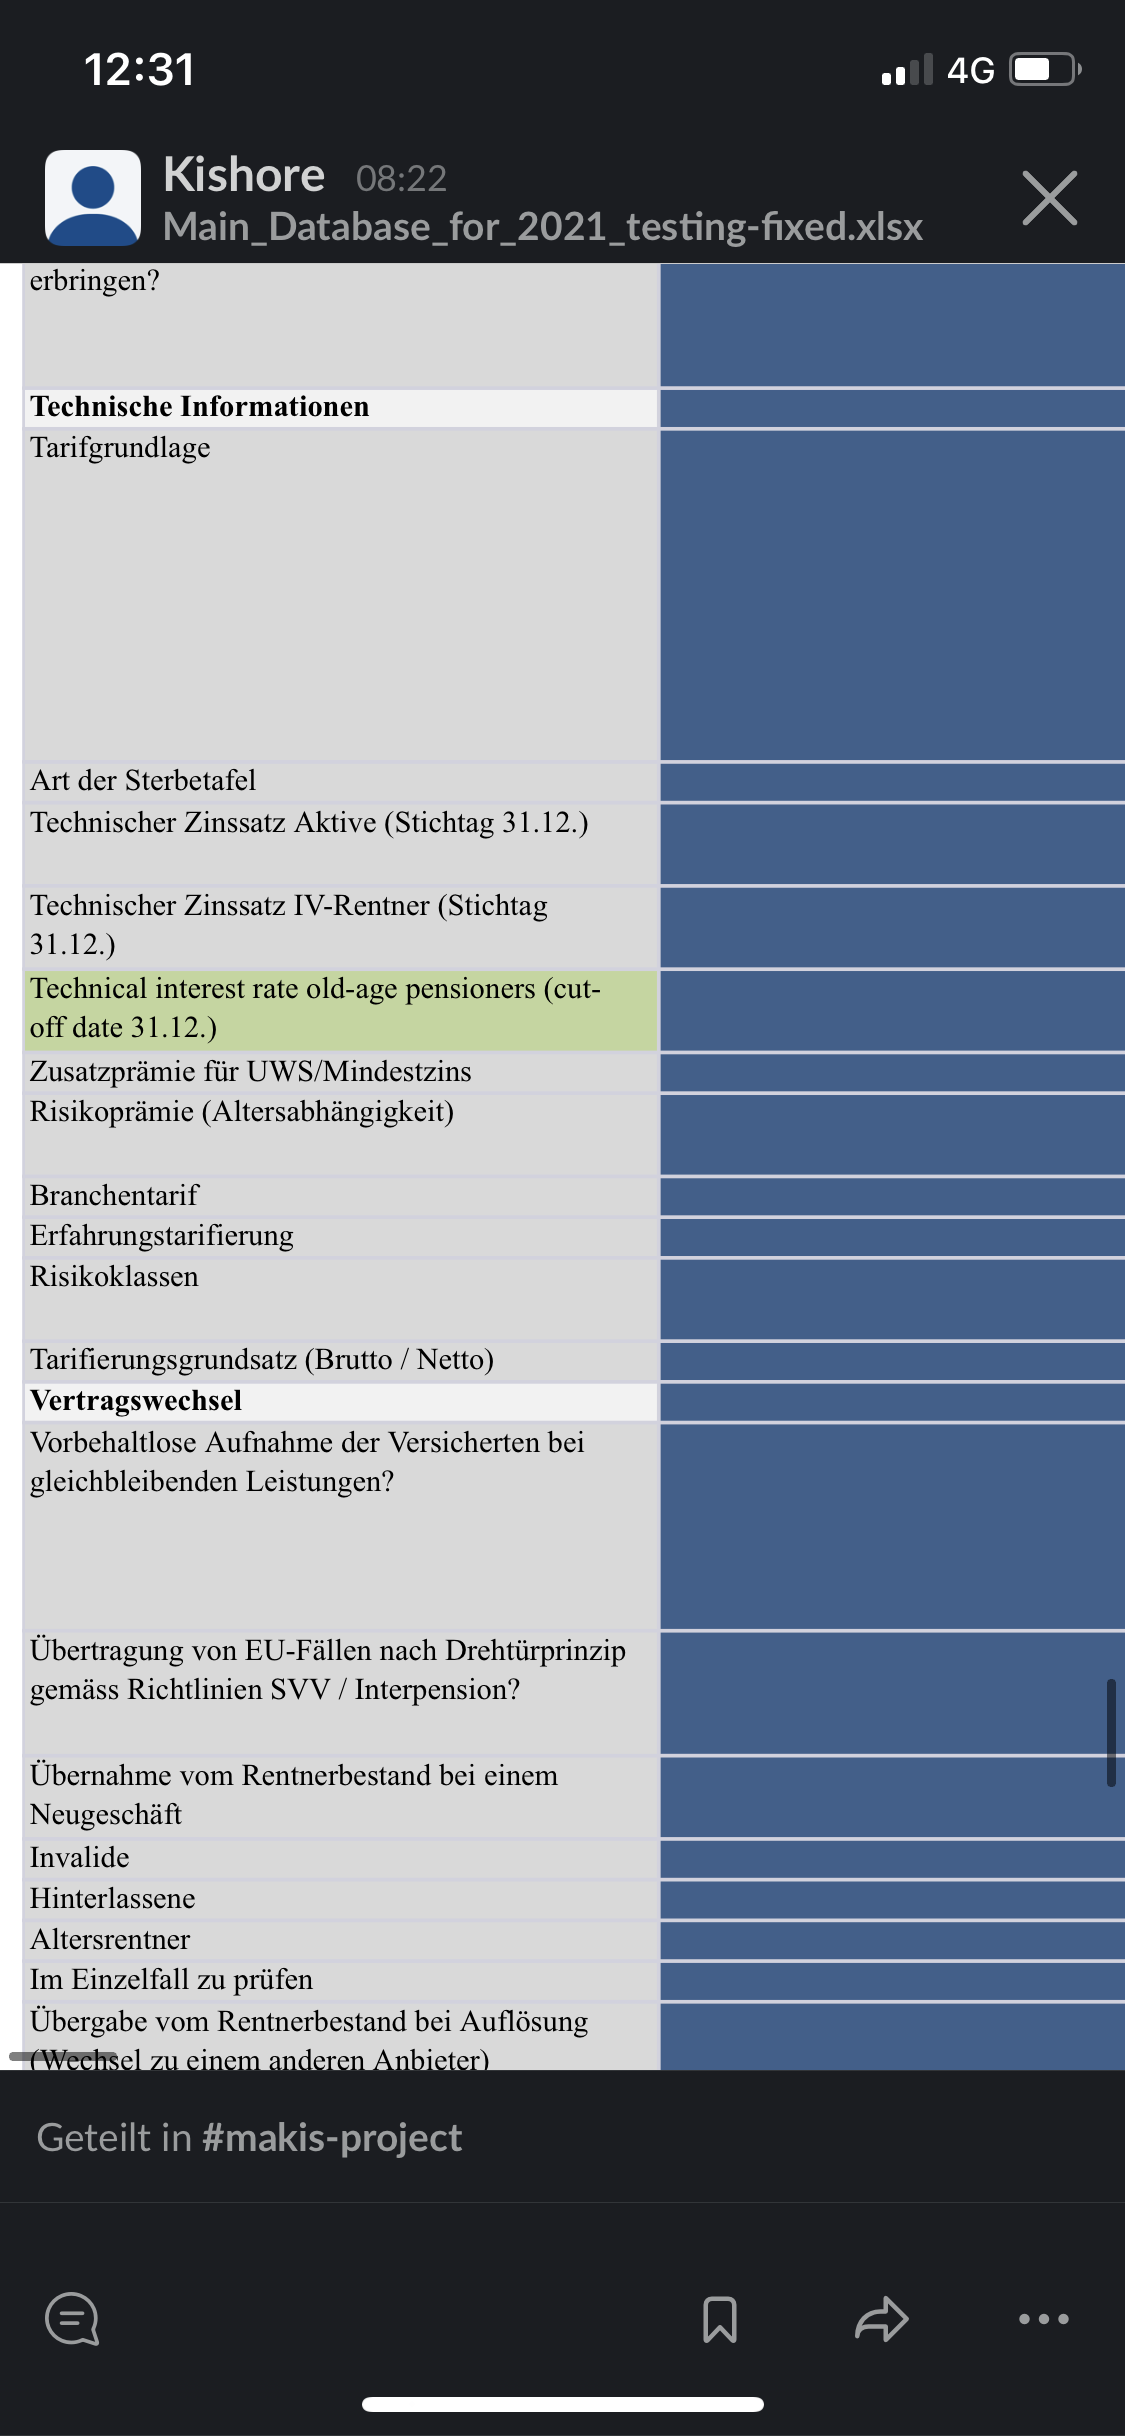 12:31
4G
Kishore 08:22
Main_Database_for_2021_testing-fixed.xlsx
erbringen?
Technische Informationen
Tarifgrundlage
Art der Sterbetafel
Technischer Zinssatz Aktive (Stichtag 31.12.)
Technischer Zinssatz IV-Rentner (Stichtag
31.12.)
Technical interest rate old-age pensioners (cut-
off date 31.12.)
Zusatzprämie für UWS/Mindestzins
Risikoprämie (Altersabhängigkeit)
Branchentarif
Erfahrungstarifierung
Risikoklassen
Tarifierungsgrundsatz (Brutto / Netto)
Vertragswechsel
Vorbehaltlose Aufnahme der Versicherten bei
gleichbleibenden Leistungen?
Übertragung von EU-Fällen nach Drehtürprinzip
gemäss Richtlinien SVV / Interpension?
Übernahme vom Rentnerbestand bei einem
Neugeschäft
Invalide
Hinterlassene
Altersrentner
Im Einzelfall zu prüfen
Übergabe vom Rentnerbestand bei Auflösung
(Wechsel zu einem anderen Anbieter)
Geteilt in #makis-project